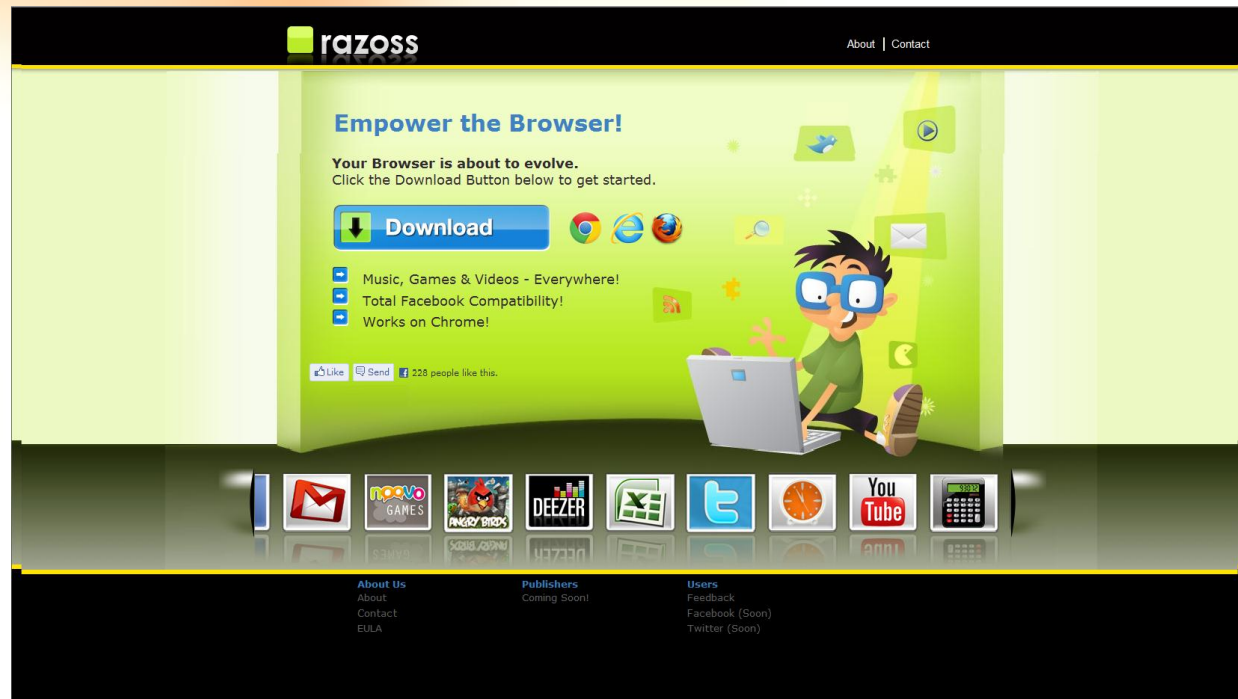 razoss
About | Contact
Empower the Browser!
Your Browser is about to evolve.
Click the Download Button below to get started.
Download
Music, Games & Videos - Everywhere!
Total Facebook Compatibility!
Works on Chrome!
Like Send 228 people like this.
noovo GAMES
ANGRY BIRDS
DEEZER
You Tube
About Us
About
Contact
EULA
Publishers
Coming Soon!
Users
Feedback
Facebook (Soon)
Twitter (Soon)